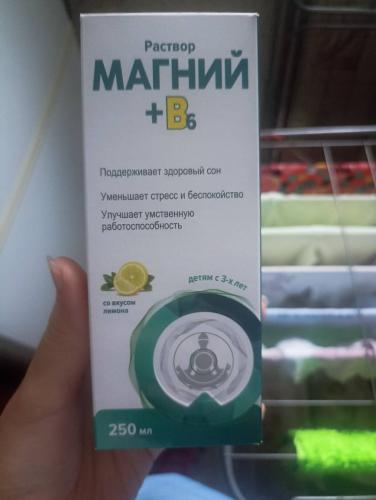 Раствор
МАГНИЙ
+B6
Поддерживает здоровый сон
Уменьшает стресс и беспокойство
Улучшает умственную
работоспособность
со вкусом
лимона
детям с 3-х лет
250 мл